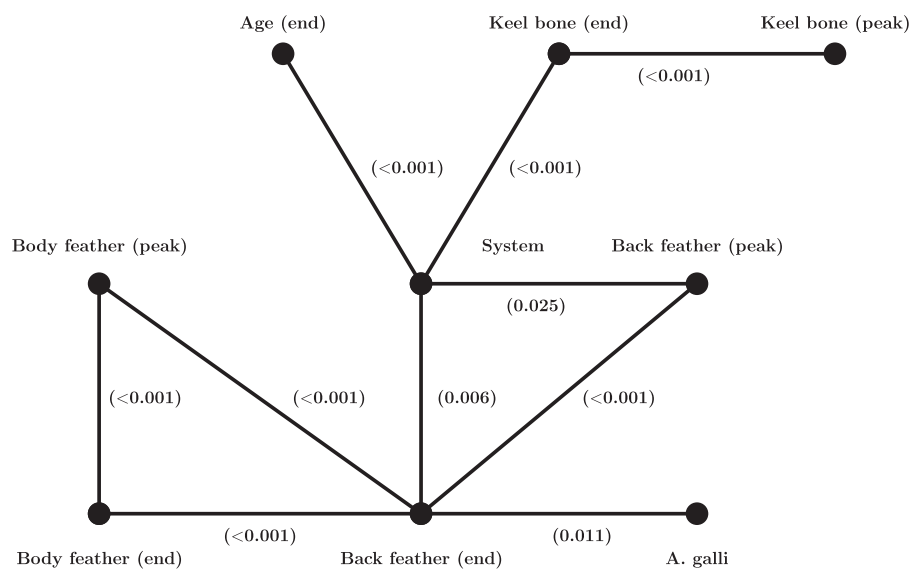 Age (end)
Keel bone (end)
Keel bone (peak)
(<0.001)
(<0.001)
(<0.001)
Body feather (peak)
System
Back feather (peak)
(0.025)
(<0.001)
(<0.001)
(0.006)
(<0.001)
(<0.001)
(0.011)
Body feather (end)
Back feather (end)
A. galli